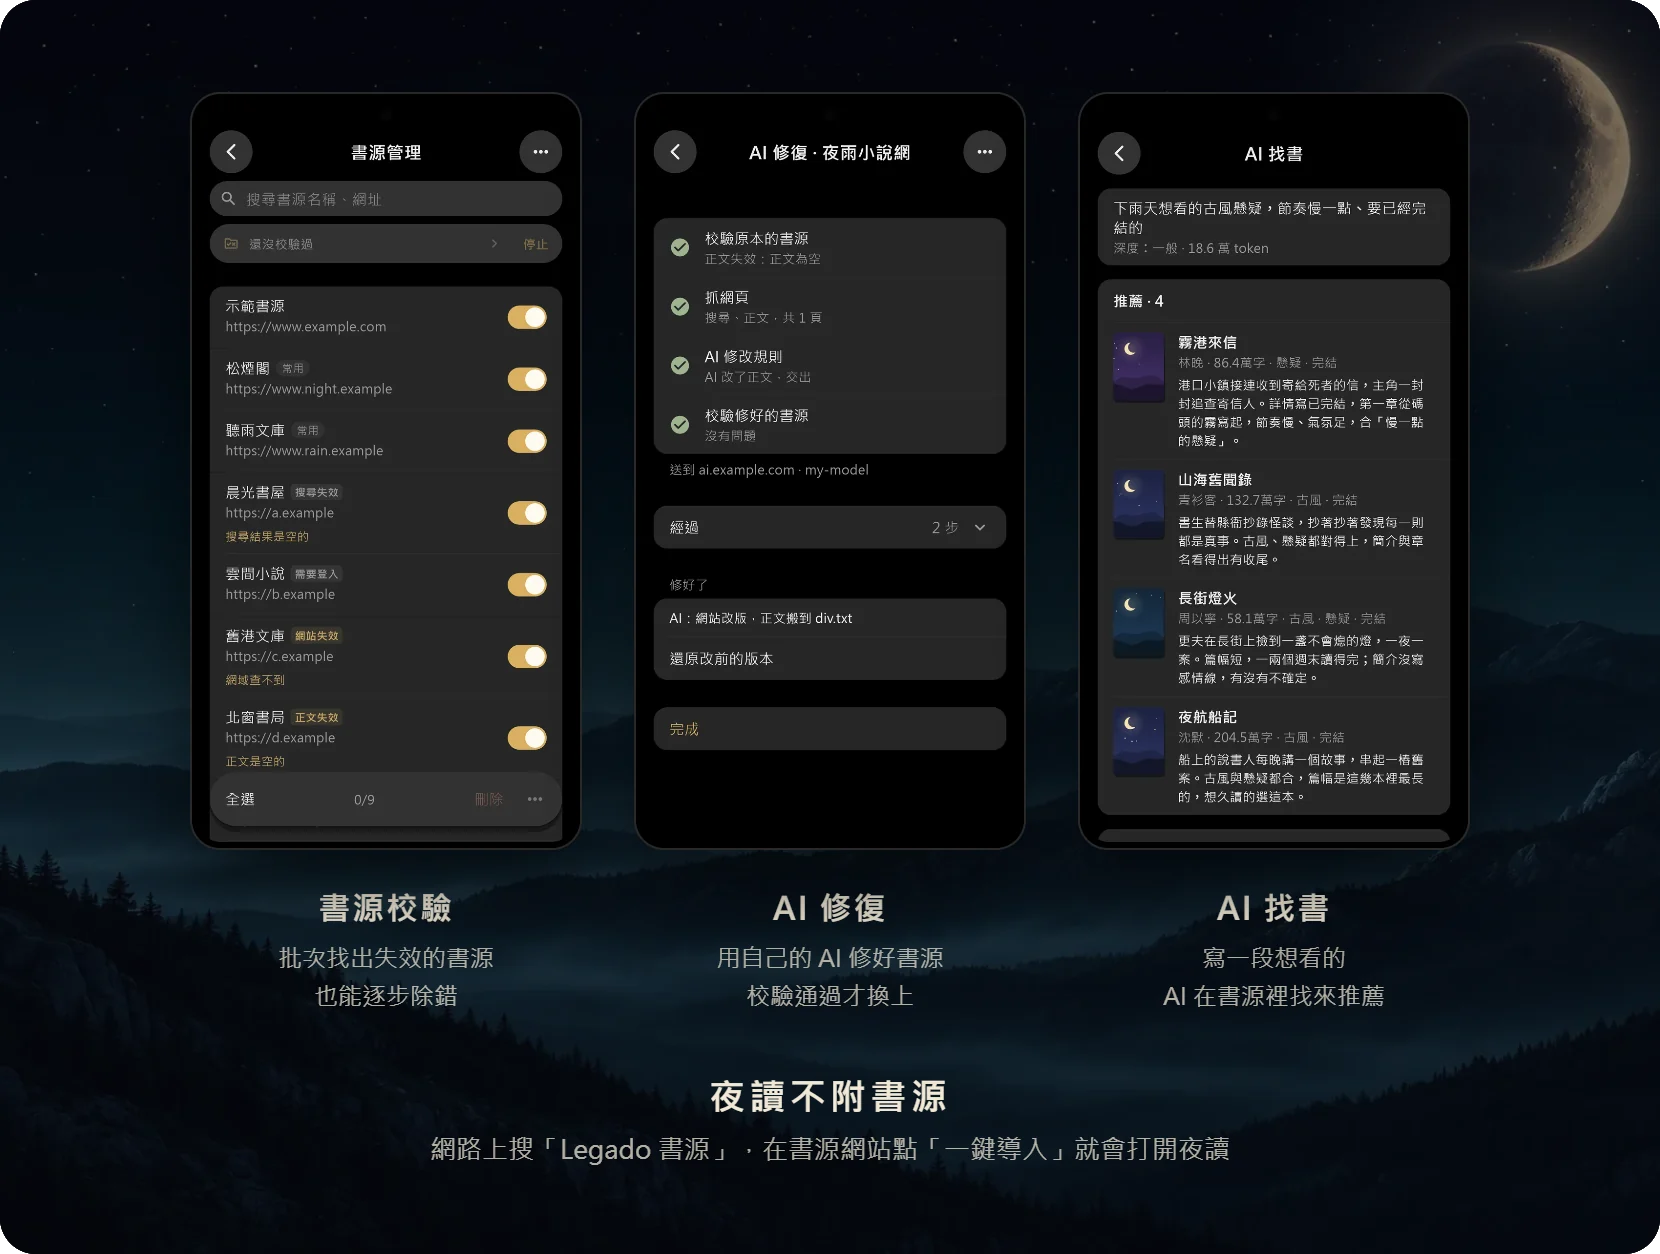 書源管理
搜尋書源名稱、網址
還沒校驗過
停止
示範書源
https://www.example.com
松煙閣 常用
https://www.night.example
聽雨文庫 常用
https://www.rain.example
晨光書屋 搜尋失效
https://a.example
搜尋結果是空的
雲間小說 需要登入
https://b.example
舊港文庫 網站失效
https://c.example
網域查不到
北窗書局 正文失效
https://d.example
正文是空的
全選 0/9 刪除
AI 修復 · 夜雨小說網
校驗原本的書源
正文失效：正文為空
抓網頁
搜尋、正文 · 共 1 頁
AI 修改規則
AI 改了正文 · 交出
校驗修好的書源
沒有問題
送到 ai.example.com · my-model
經過 2 步
修好了
AI：網站改版，正文搬到 div.txt
還原改前的版本
完成
AI 找書
下雨天想看的古風懸疑，節奏慢一點、要已經完
結的
深度：一般 · 18.6 萬 token
推薦 · 4
霧港來信
林晚 · 86.4萬字 · 懸疑 · 完結
港口小鎮接連收到寄給死者的信，主角一封
封追查寄信人。詳情寫已完結，第一章從碼
頭的霧寫起，節奏慢、氣氛足，合「慢一點
的懸疑」。
山海舊聞錄
青衫客 · 132.7萬字 · 古風 · 完結
書生替縣衙抄錄怪談，抄著抄著發現每一則
都是真事。古風、懸疑都對得上，簡介與章
名看得出有收尾。
長街燈火
周以寧 · 58.1萬字 · 古風 · 懸疑 · 完結
更夫在長街上撿到一盞不會熄的燈，一夜一
案。篇幅短，一兩個週末讀得完；簡介沒寫
感情線，有沒有不確定。
夜航船記
沈默 · 204.5萬字 · 古風 · 完結
船上的說書人每晚講一個故事，串起一樁舊
案。古風與懸疑都合，篇幅是這幾本裡最長
的，想久讀的選這本。
書源校驗
批次找出失效的書源
也能逐步除錯
AI 修復
用自己的 AI 修好書源
校驗通過才換上
AI 找書
寫一段想看的
AI 在書源裡找來推薦
夜讀不附書源
網路上搜「Legado 書源」，在書源網站點「一鍵導入」就會打開夜讀